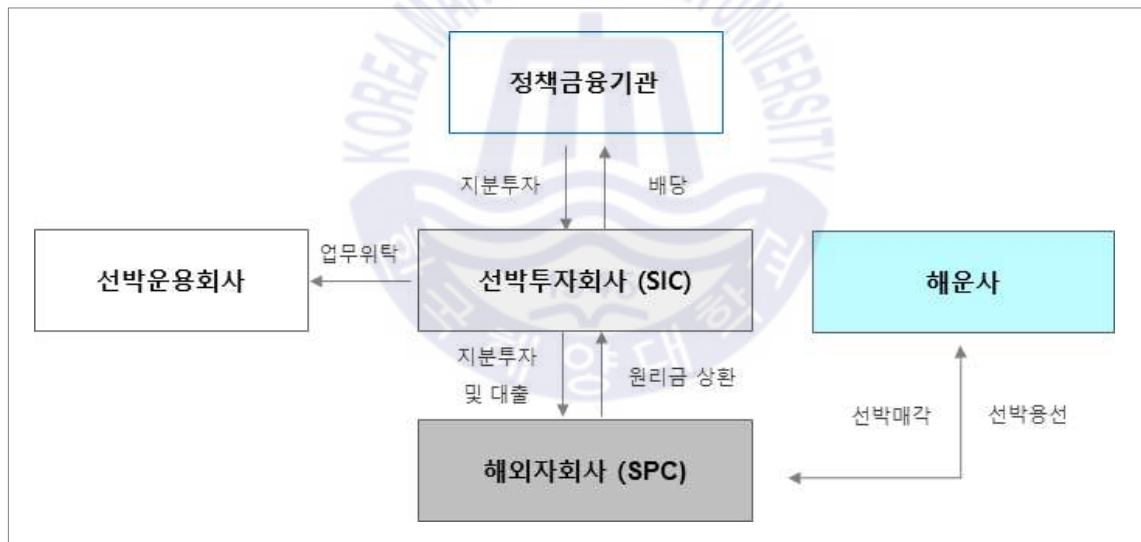 KOREA MA
UNIVERSITY
정책금융기관
지분투자
배당
선박운용회사
업무위탁
선박투자회사 (SIC)
해운사
지분투자
및 대출
원리금 상환
선박매각
선박용선
해외자회사 (SPC)